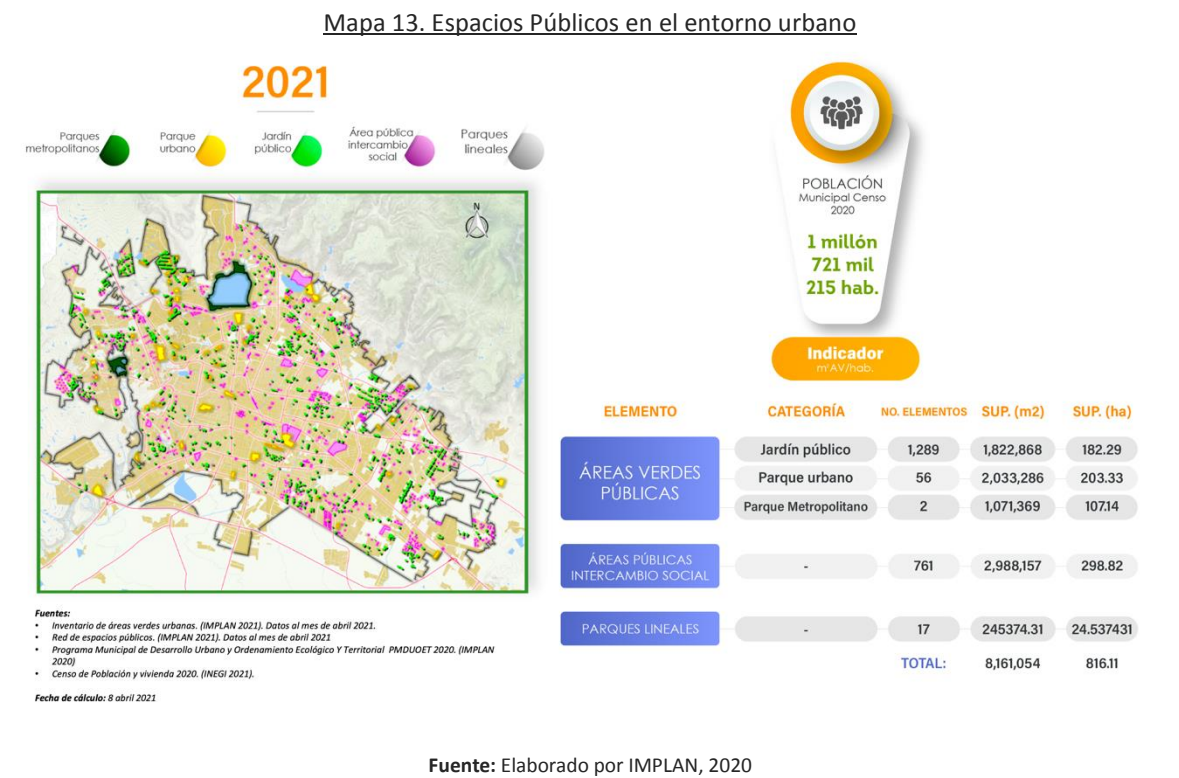 Mapa 13. Espacios Públicos en el entorno urbano
2021
Parques
metropolitanos
Parque
urbano
Jardín
público
Área pública
intercambio
social
Parques
lineales
N
POBLACIÓN
Municipal Censo
2020
1 millón
721 mil
215 hab.
Indicador
m²AV/hab.
ELEMENTO CATEGORÍA NO. ELEMENTOS SUP. (m2) SUP. (ha)
ÁREAS VERDES
PÚBLICAS
Jardín público 1,289 1,822,868 182.29
Parque urbano 56 2,033,286 203.33
Parque Metropolitano 2 1,071,369 107.14
ÁREAS PÚBLICAS
INTERCAMBIO SOCIAL
- 761 2,988,157 298.82
PARQUES LINEALES - 17 245374.31 24.537431
TOTAL: 8,161,054 816.11
Fuentes:
• Inventario de áreas verdes urbanas. (IMPLAN 2021). Datos al mes de abril 2021.
• Red de espacios públicos. (IMPLAN 2021). Datos al mes de abril 2021
• Programa Municipal de Desarrollo Urbano y Ordenamiento Ecológico Y Territorial PMDUOET 2020. (IMPLAN
2020)
• Censo de Población y vivienda 2020. (INEGI 2021).
Fecha de cálculo: 8 abril 2021
Fuente: Elaborado por IMPLAN, 2020